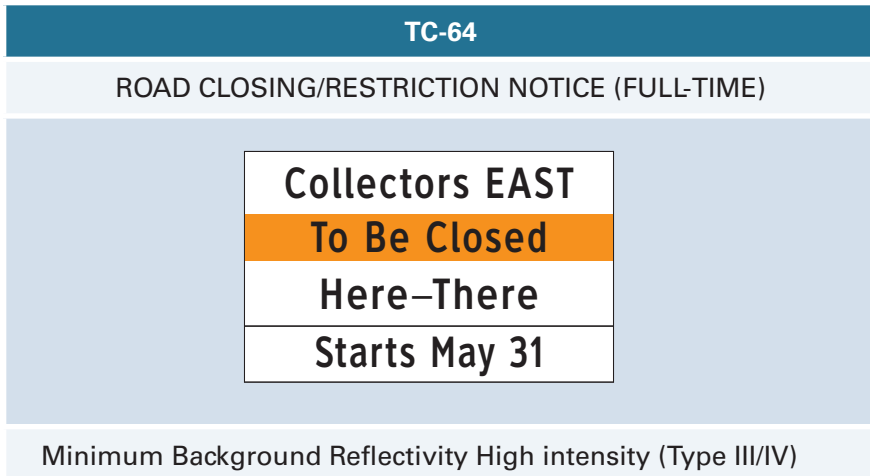 TC-64
ROAD CLOSING/RESTRICTION NOTICE (FULL-TIME)
Collectors EAST
To Be Closed
Here–There
Starts May 31
Minimum Background Reflectivity High intensity (Type III/IV)